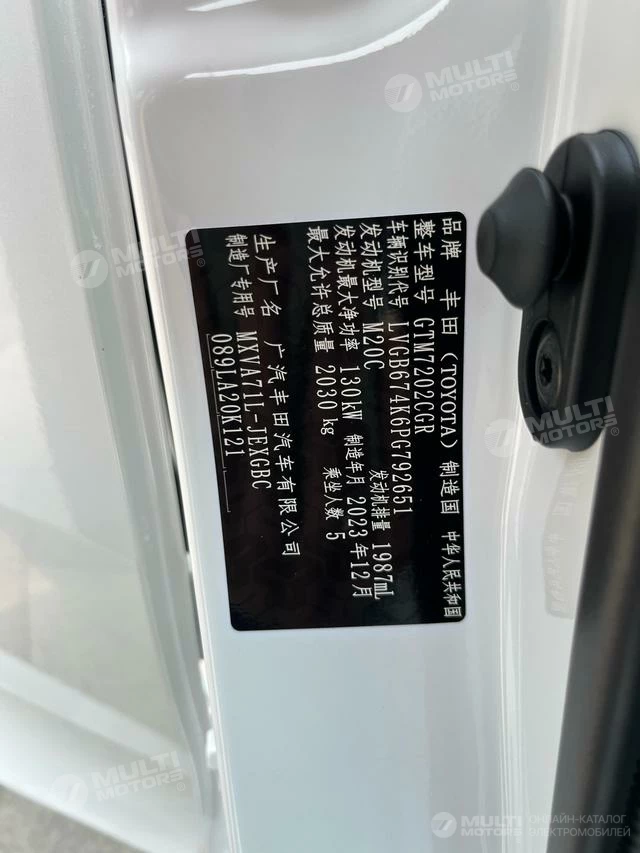 品牌 丰田（TOYOTA） 制造国 中华人民共和国
整车型号 GTM7202CGR
车辆识别代号 LVGB674K6PG792651
发动机型号 M20C 发动机排量 1987mL
发动机最大净功率 130kW 制造年月 2023年12月
最大允许总质量 2030kg 乘坐人数 5
生产厂名 广汽丰田汽车有限公司
制造厂专用号 MXVA71L-JEXGBC
089LA20K121
MULTI MOTORS
MULTI MOTORS
MULTI MOTORS
MULTI MOTORS
MULTI MOTORS
ОНЛАЙН-КАТАЛОГ
ЭЛЕКТРОМОБИЛЕЙ